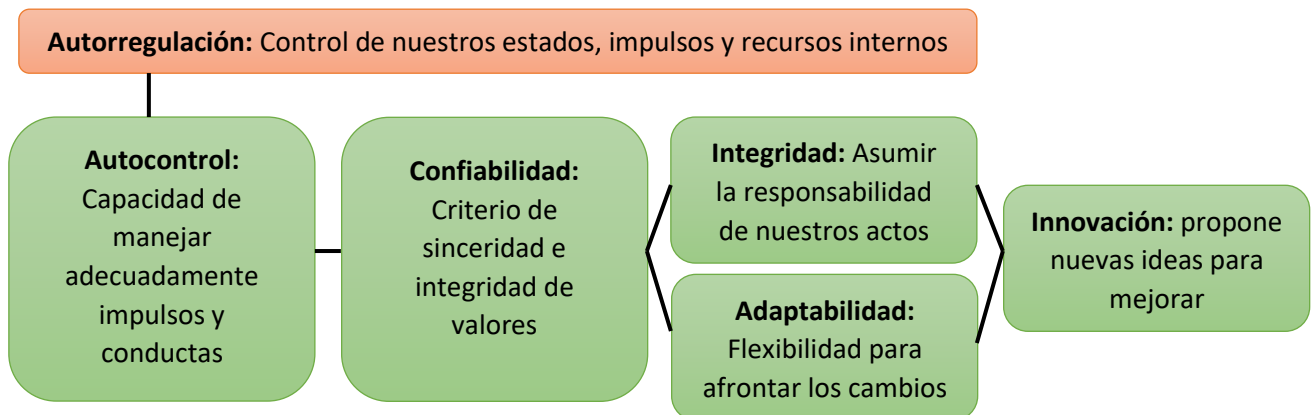 Autorregulación: Control de nuestros estados, impulsos y recursos internos
Autocontrol:
Capacidad de
manejar
adecuadamente
impulsos y
conductas
Confiabilidad:
Criterio de
sinceridad e
integridad de
valores
Integridad: Asumir
la responsabilidad
de nuestros actos
Adaptabilidad:
Flexibilidad para
afrontar los cambios
Innovación: propone
nuevas ideas para
mejorar